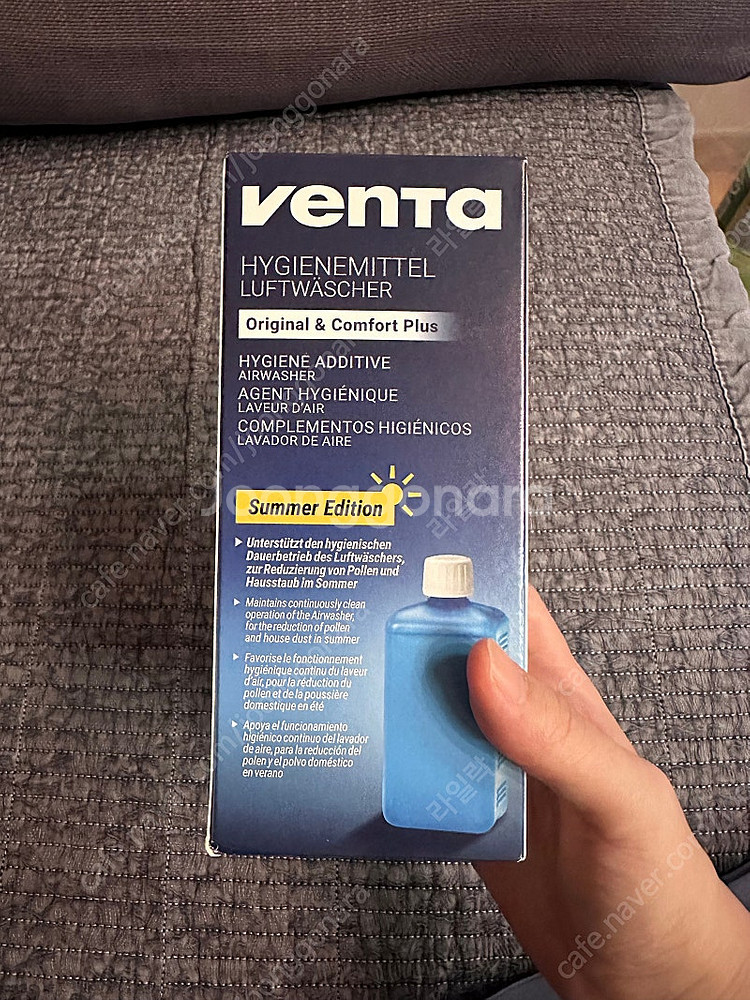 venta
HYGIENEMITTEL
LUFTWÄSCHER
Original & Comfort Plus
HYGIENE ADDITIVE
AIRWASHER
AGENT HYGIÉNIQUE
LAVEUR D'AIR
COMPLEMENTOS HIGIÉNICOS
LAVADOR DE AIRE
Joonggonara
Summer Edition
Unterstützt den hygienischen
Dauerbetrieb des Luftwäschers,
zur Reduzierung von Pollen und
Hausstaub im Sommer
Maintains continuously clean
operation of the Airwasher,
for the reduction of pollen
and house dust in summer
Favorise le fonctionnement
hygiénique continu du laveur
d'air, pour la réduction du
pollen et de la poussière
domestique en été
Apoya el funcionamiento
higiénico continuo del lavador
de aire, para la reducción del
polen y el polvo doméstico
en verano
라일락
cafe.naver.com/joonggonara